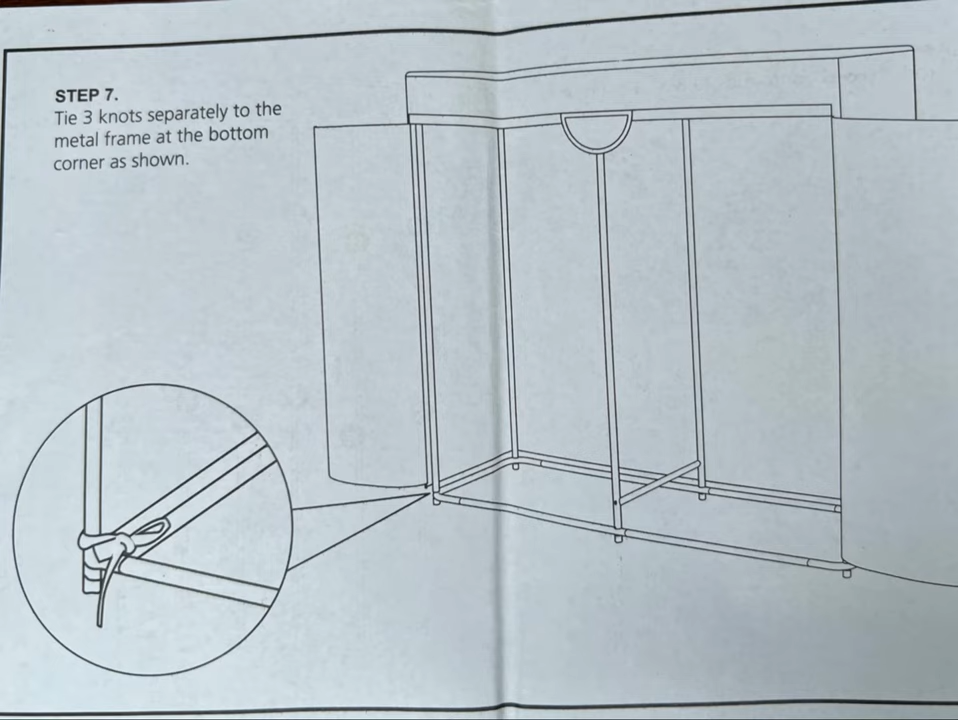 STEP 7.
Tie 3 knots separately to the
metal frame at the bottom
corner as shown.